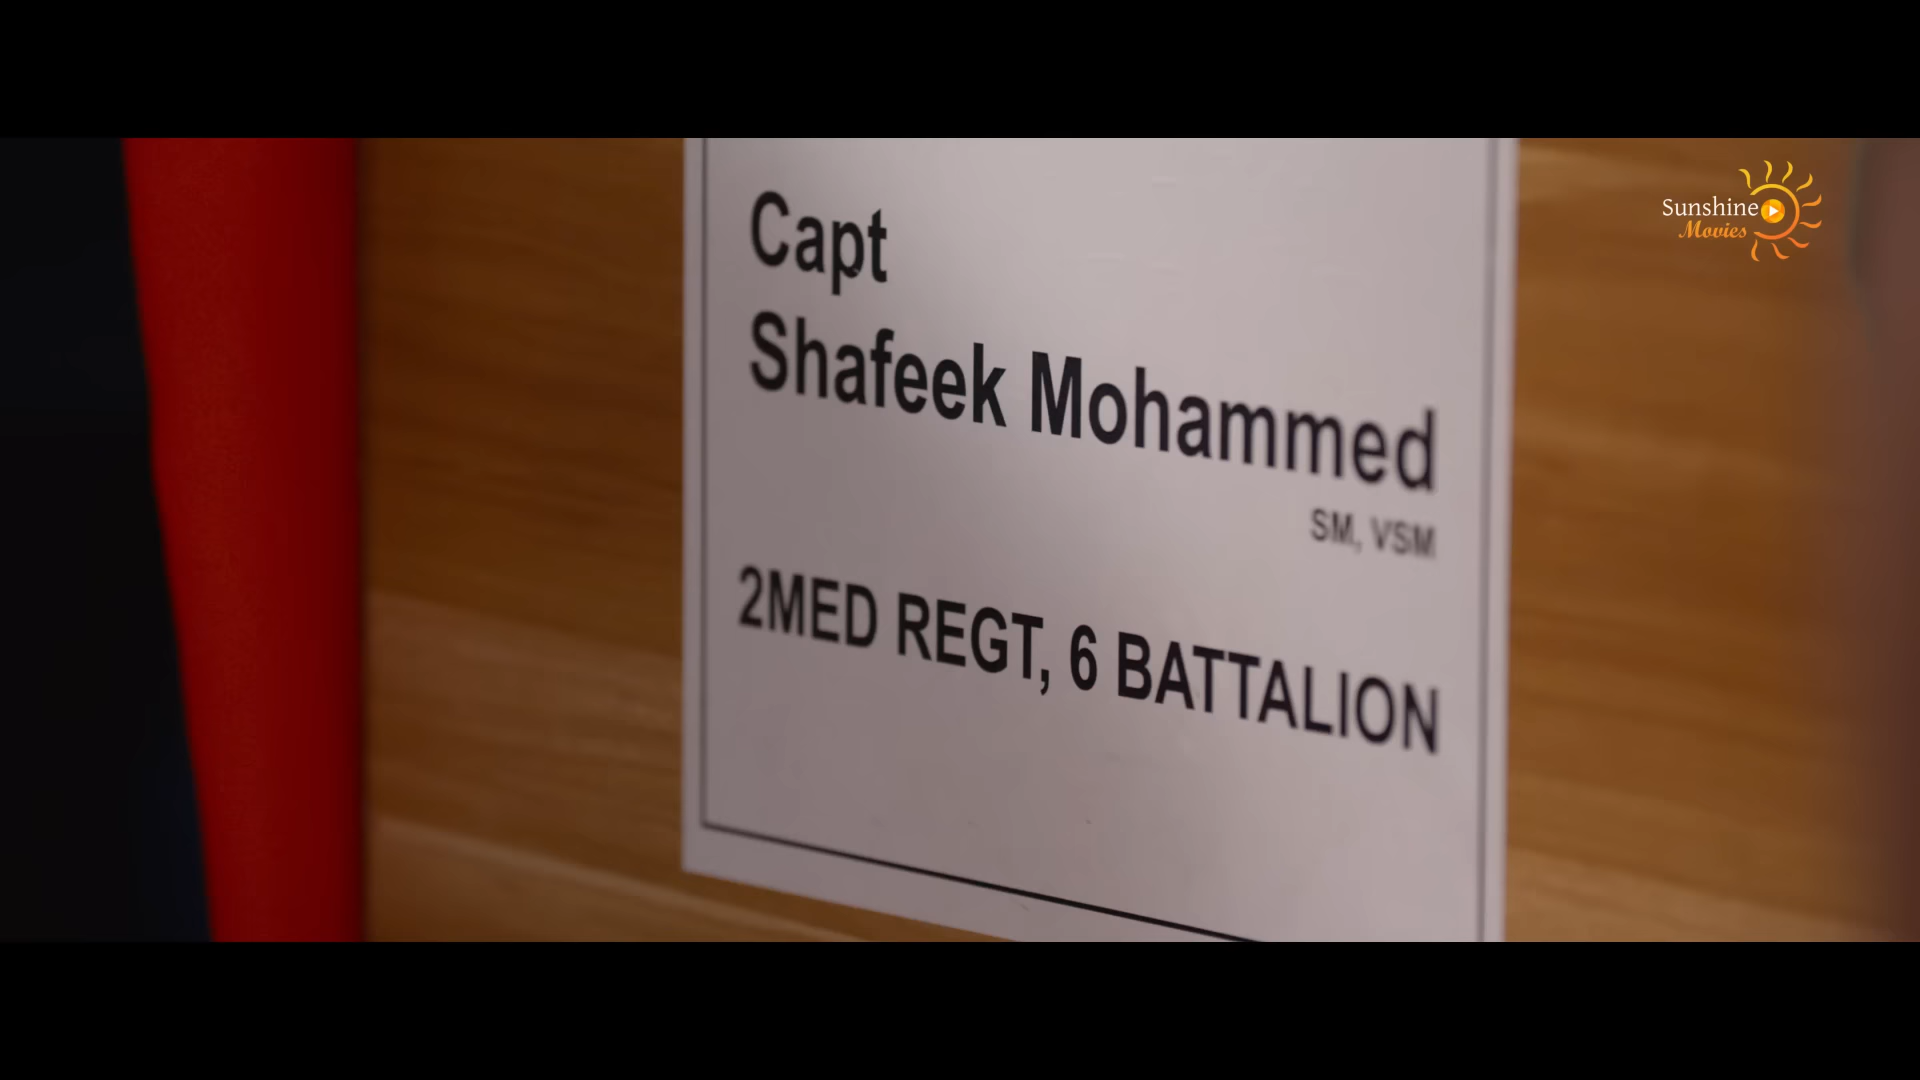 Capt
Shafeek Mohammed
SM, VSM
2MED REGT, 6 BATTALION
Sunshine
Movies